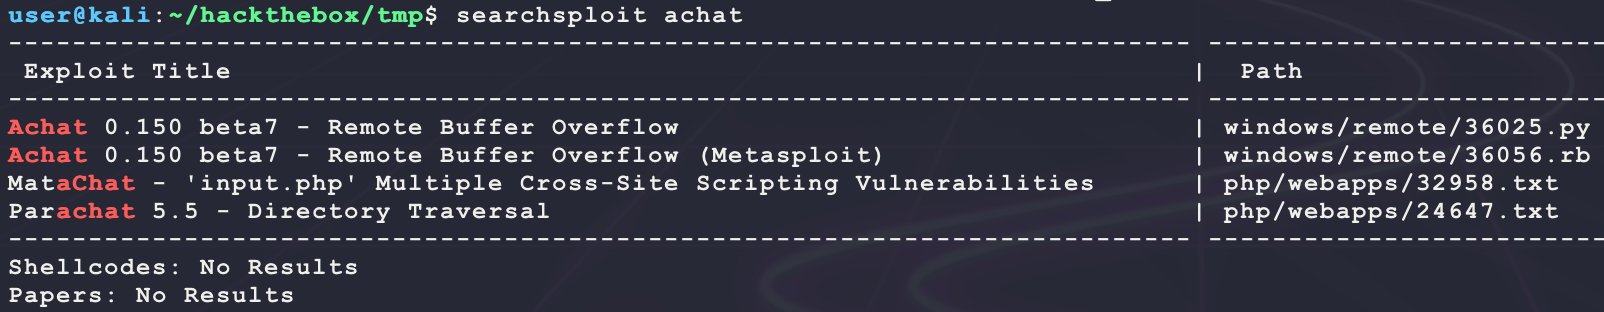 user@kali:~/hackthebox/tmp$ searchsploit achat
---------------------------------------------------------------------------------- -------------------------
Exploit Title | Path
---------------------------------------------------------------------------------- -------------------------
Achat 0.150 beta7 - Remote Buffer Overflow | windows/remote/36025.py
Achat 0.150 beta7 - Remote Buffer Overflow (Metasploit) | windows/remote/36056.rb
MataChat - 'input.php' Multiple Cross-Site Scripting Vulnerabilities | php/webapps/32958.txt
Parachat 5.5 - Directory Traversal | php/webapps/24647.txt
---------------------------------------------------------------------------------- -------------------------
Shellcodes: No Results
Papers: No Results